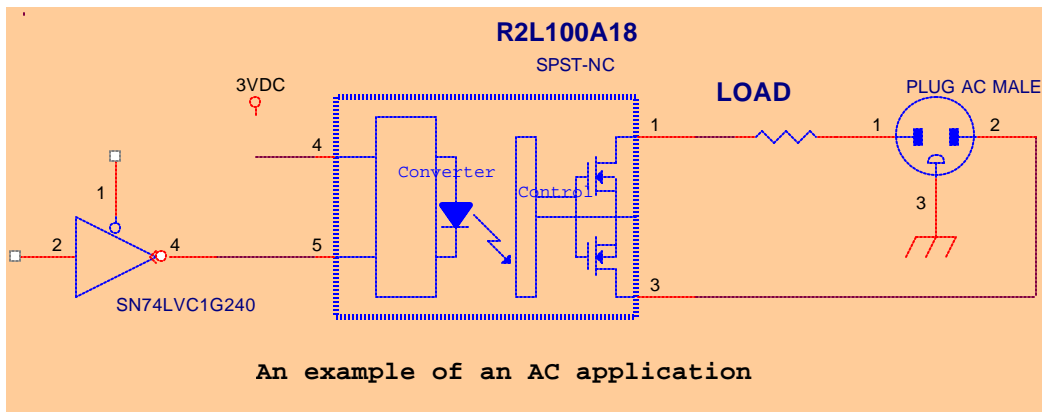 R2L100A18
SPST-NC
3VDC
LOAD
PLUG AC MALE
4
1
1
2
Converter
Control
1
3
2
4
5
3
SN74LVC1G240
An example of an AC application